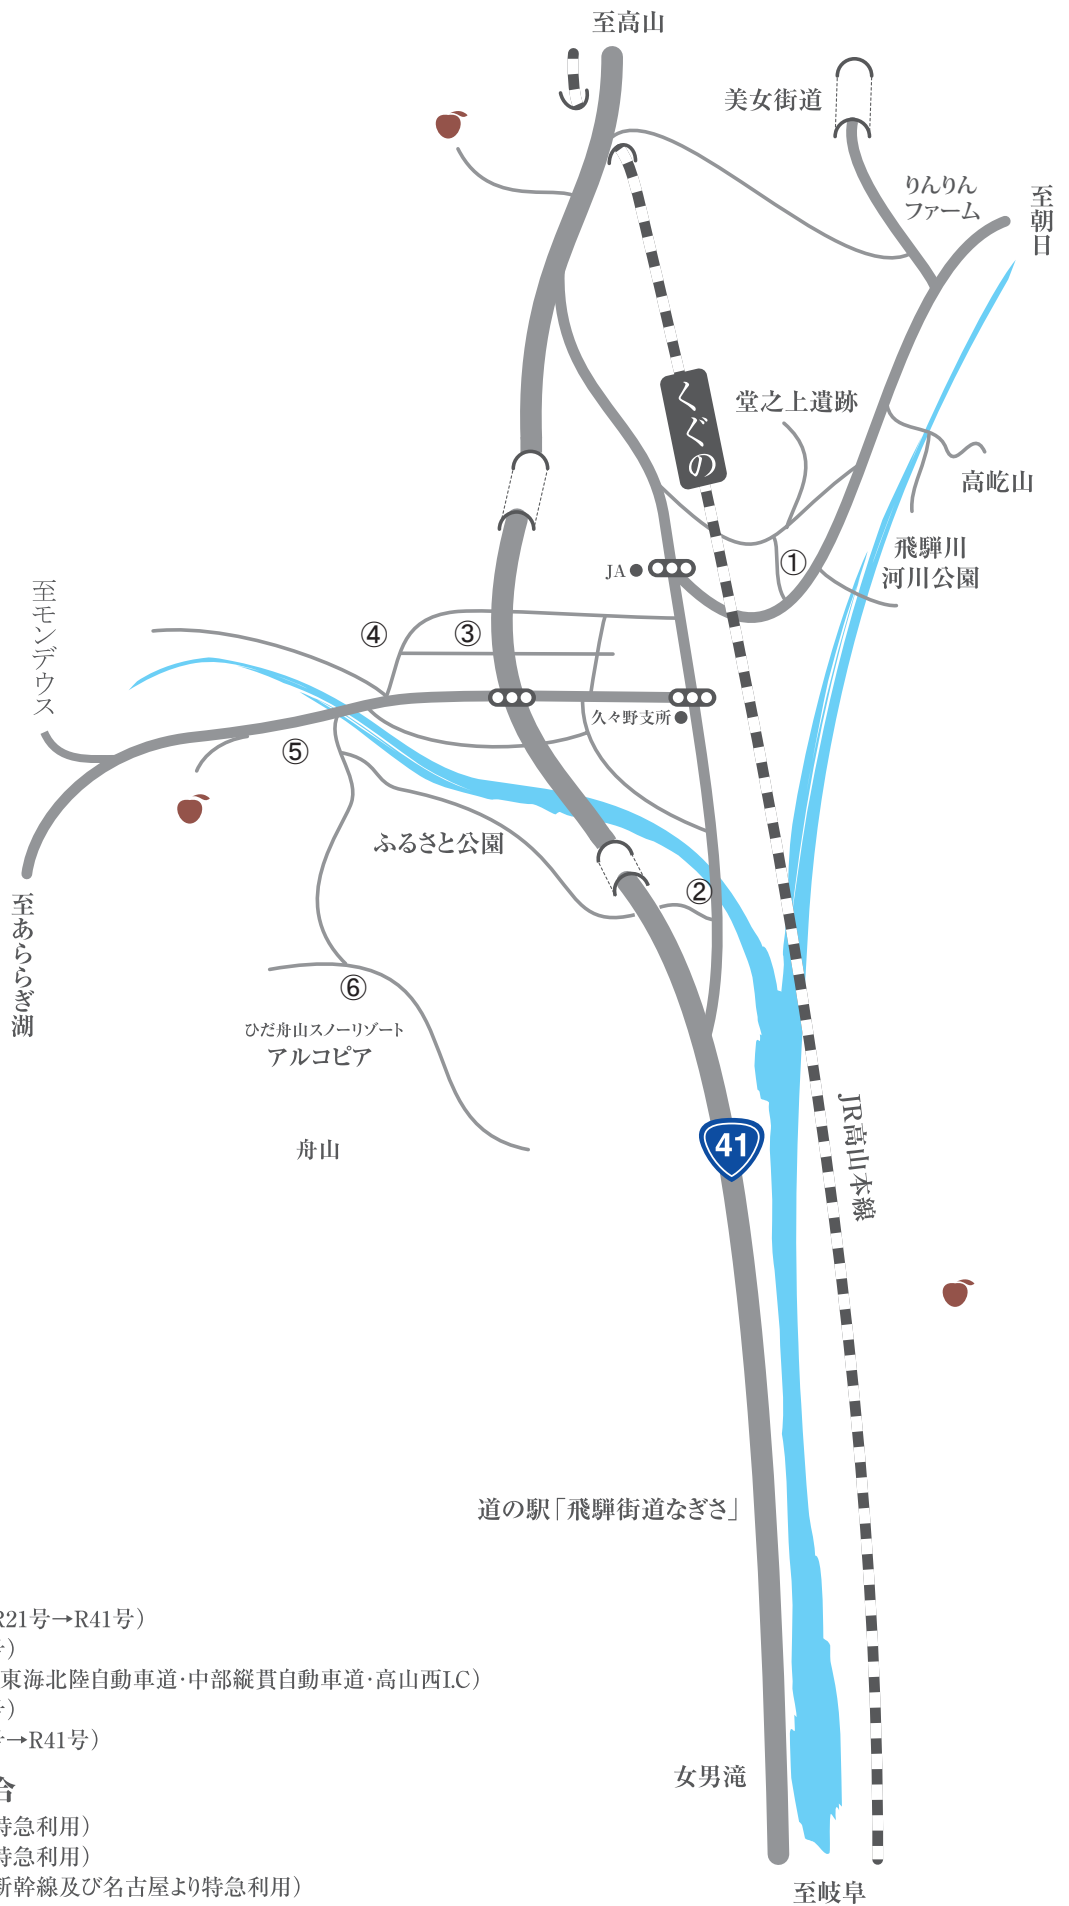 至高山
美女街道
りんりん
ファーム
至朝日
くぐの
堂之上遺跡
高屹山
飛騨川
河川公園
①
JA
至モンデウス
④
③
久々野支所
⑤
ふるさと公園
②
至あららぎ湖
⑥
ひだ舟山スノーリゾート
アルコピア
舟山
41
JR高山本線
道の駅「飛騨街道なぎさ」
R21号→R41号）
号）
東海北陸自動車道・中部縦貫自動車道・高山西I.C）
号）
号→R41号）
合
女男滝
特急利用）
特急利用）
新幹線及び名古屋より特急利用）
至岐阜